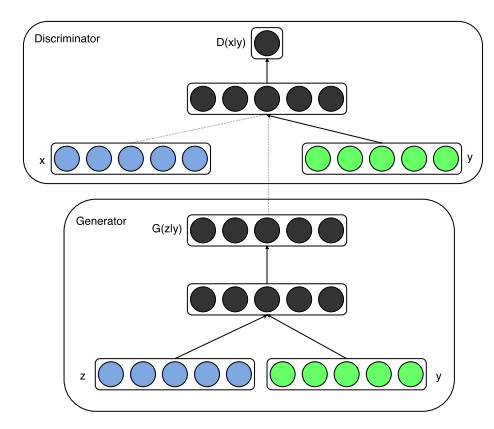 Discriminator
D(x|y)
x
y
Generator
G(z|y)
z
y